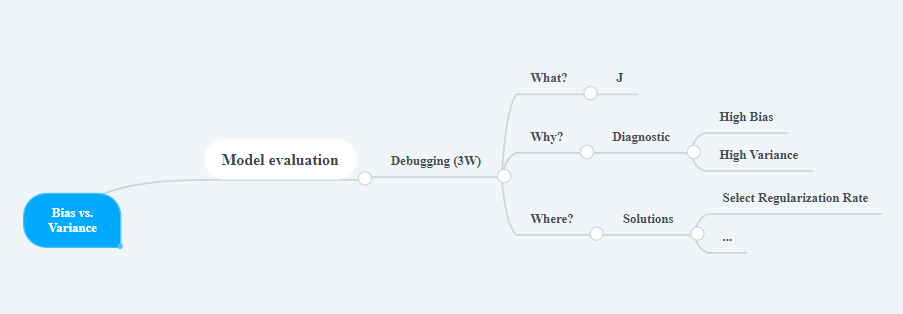 What?
J
High Bias
Why?
Diagnostic
High Variance
Model evaluation
Debugging (3W)
Select Regularization Rate
Bias vs.
Variance
Where?
Solutions
...